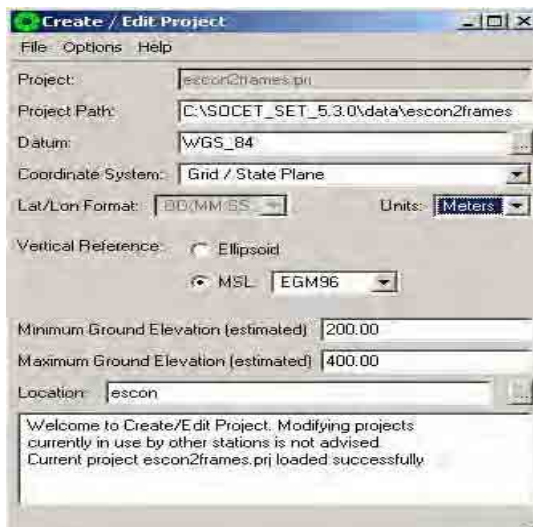 Create / Edit Project
File Options Help
Project: escon2frames.prj
Project Path: C:\SOCET_SET_5.3.0\data\escon2frames
Datum: WGS_84 ...
Coordinate System: Grid / State Plane
Lat/Lon Format: DD/MM:SS Units: Meters
Vertical Reference: Ellipsoid
MSL: EGM96
Minimum Ground Elevation (estimated) 200.00
Maximum Ground Elevation (estimated) 400.00
Location: escon ...
Welcome to Create/Edit Project. Modifying projects
currently in use by other stations is not advised.
Current project escon2frames.prj loaded successfully